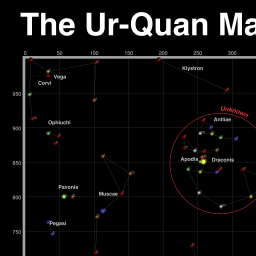 The Ur-Quan Ma
0 50 100 150 200 250 300
Klystron
Vega
Corvi
950
Unknown
900
Ophiuchi
Antliae
850
Apodis
Draconis
800
Pavonis
Muscae
750
Pegasi
700